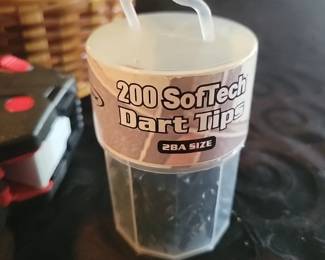 200 SofTech
Dart Tips
2BA SIZE